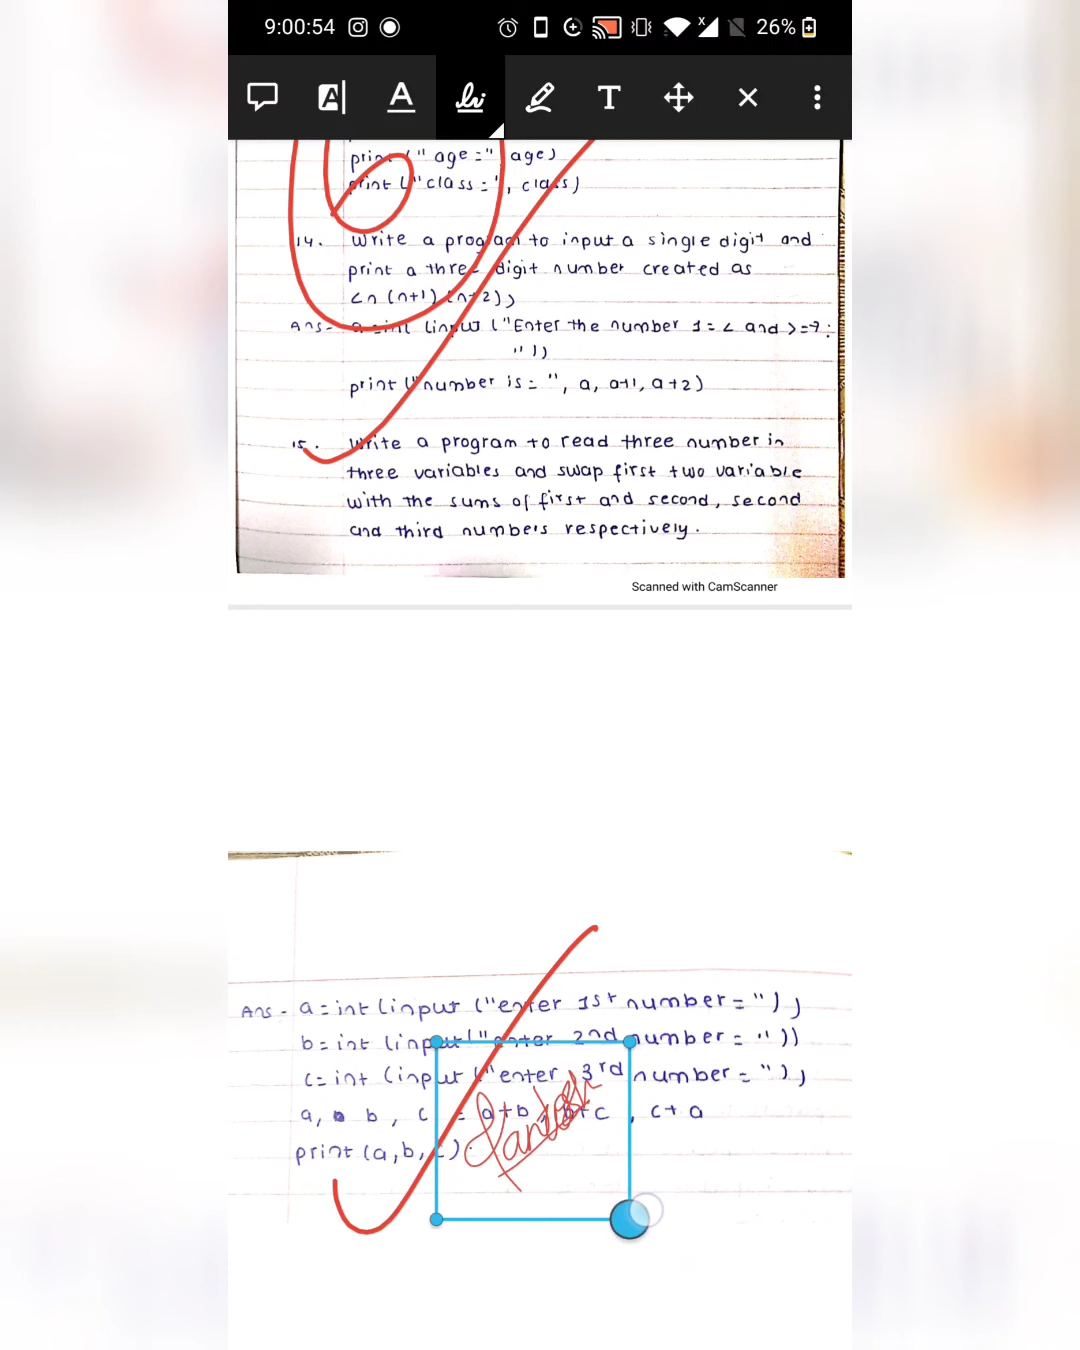 9:00:54 26%
A A T
print (" age =" age)
print ("class =", class)
14. Write a program to input a single digit and
print a three digit number created as
<n (n+1) (n+2)>
Ans- a=int (input ("Enter the number 1=< and >=7:
"))
print ("number is = ", a, a+1, a+2)
15. Write a program to read three number in
three variables and swap first two variable
with the sums of first and second, second
and third numbers respectively.
Scanned with CamScanner
Ans - a=int (input ("enter 1st number=") )
b= int (input ("enter 2nd number= "))
c= int (input ("enter 3rd number= ") )
a, b, c = a+b, b+c, c+a
print (a,b,c).
Santosh